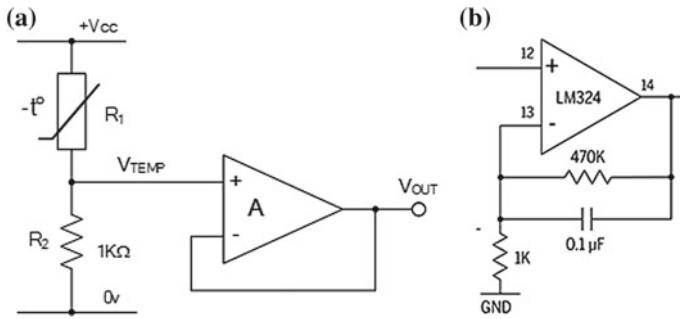 (a)
+Vcc
-t°
R1
VTEMP
R2
1KΩ
0v
+
A
-
VOUT
(b)
12
+
LM324
14
13
-
470K
0.1 µF
-
1K
GND